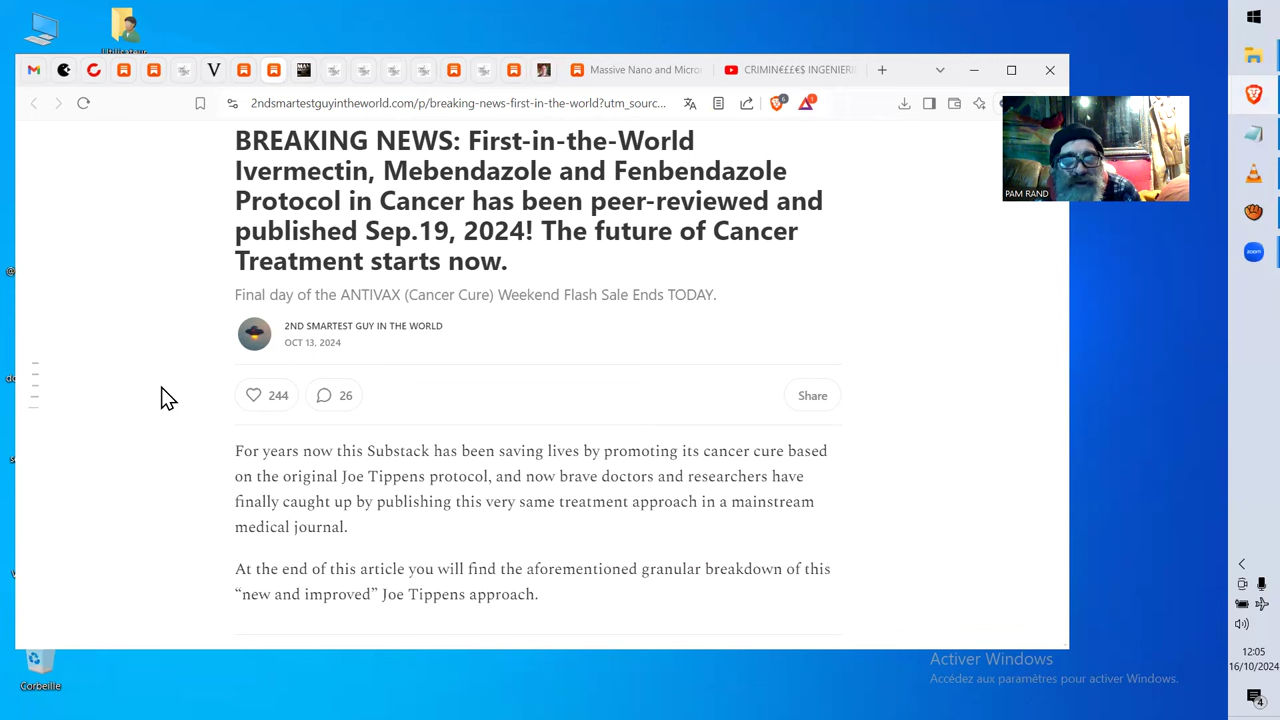 Utilisateur
Massive Nano and Micro
CRIMIN€££€$ INGENIERI
2ndsmartestguyintheworld.com/p/breaking-news-first-in-the-world?utm_sourc...
BREAKING NEWS: First-in-the-World
Ivermectin, Mebendazole and Fenbendazole
Protocol in Cancer has been peer-reviewed and
published Sep.19, 2024! The future of Cancer
Treatment starts now.
Final day of the ANTIVAX (Cancer Cure) Weekend Flash Sale Ends TODAY.
2ND SMARTEST GUY IN THE WORLD
OCT 13, 2024
244
26
Share
For years now this Substack has been saving lives by promoting its cancer cure based
on the original Joe Tippens protocol, and now brave doctors and researchers have
finally caught up by publishing this very same treatment approach in a mainstream
medical journal.
At the end of this article you will find the aforementioned granular breakdown of this
“new and improved” Joe Tippens approach.
PAM RAND
zoom
Activer Windows
Accédez aux paramètres pour activer Windows.
Corbeille
12:05
16/10/2024
4